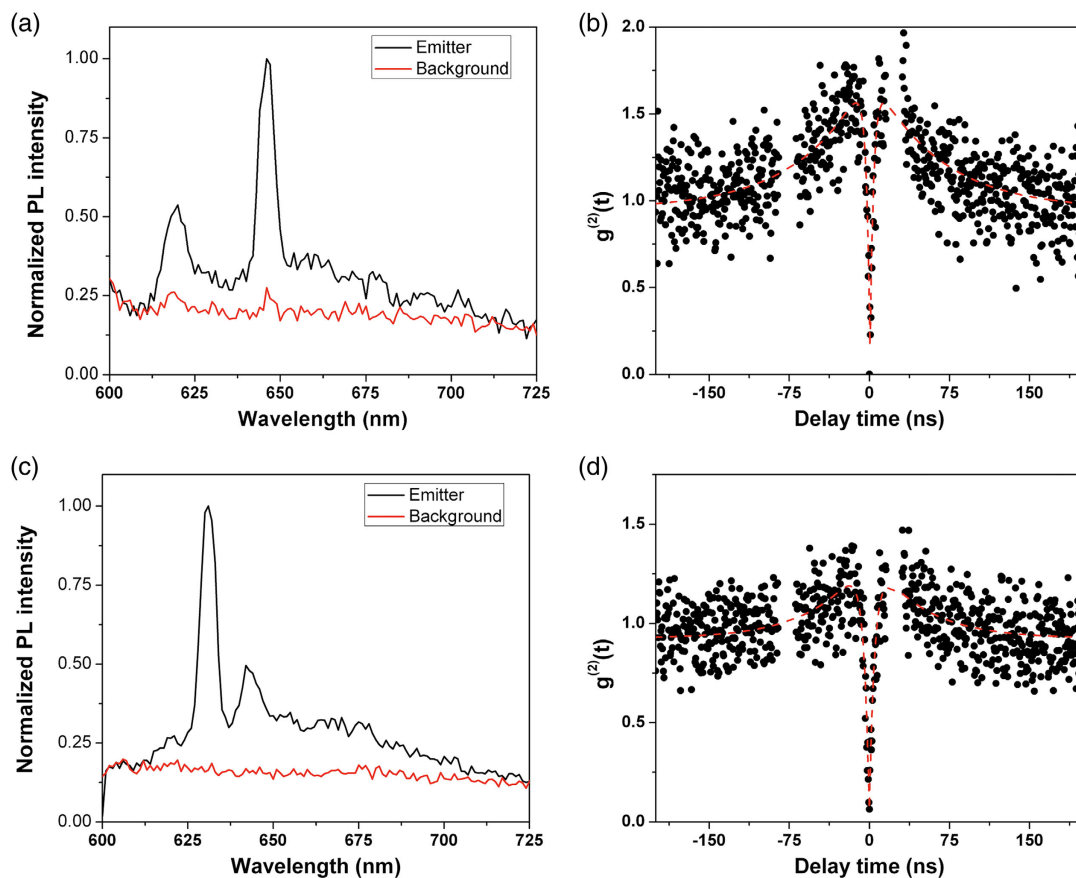 (a)
Emitter
Background
1.00
0.75
0.50
0.25
0.00
Normalized PL intensity
600 625 650 675 700 725
Wavelength (nm)
(b)
2.0
1.5
1.0
0.5
0.0
g(2)(t)
-150 -75 0 75 150
Delay time (ns)
(c)
Emitter
Background
1.00
0.75
0.50
0.25
0.00
Normalized PL intensity
600 625 650 675 700 725
Wavelength (nm)
(d)
1.5
1.0
0.5
0.0
g(2)(t)
-150 -75 0 75 150
Delay time (ns)